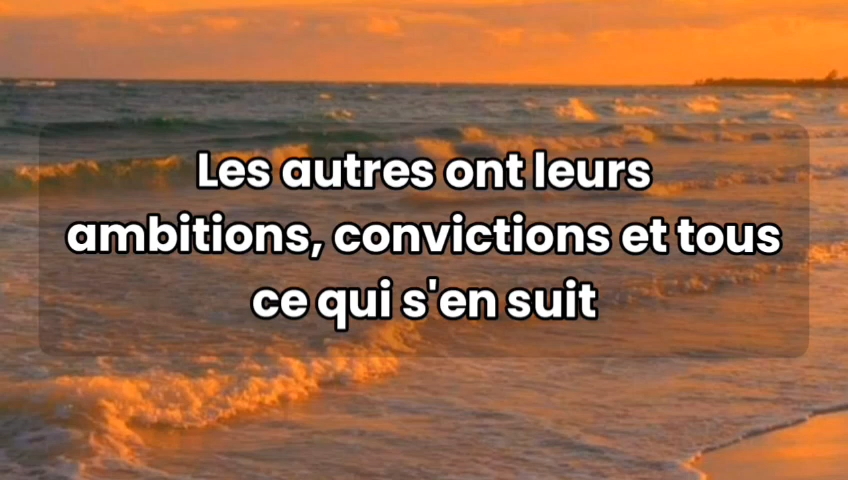 Les autres ont leurs
ambitions, convictions et tous
ce qui s'en suit